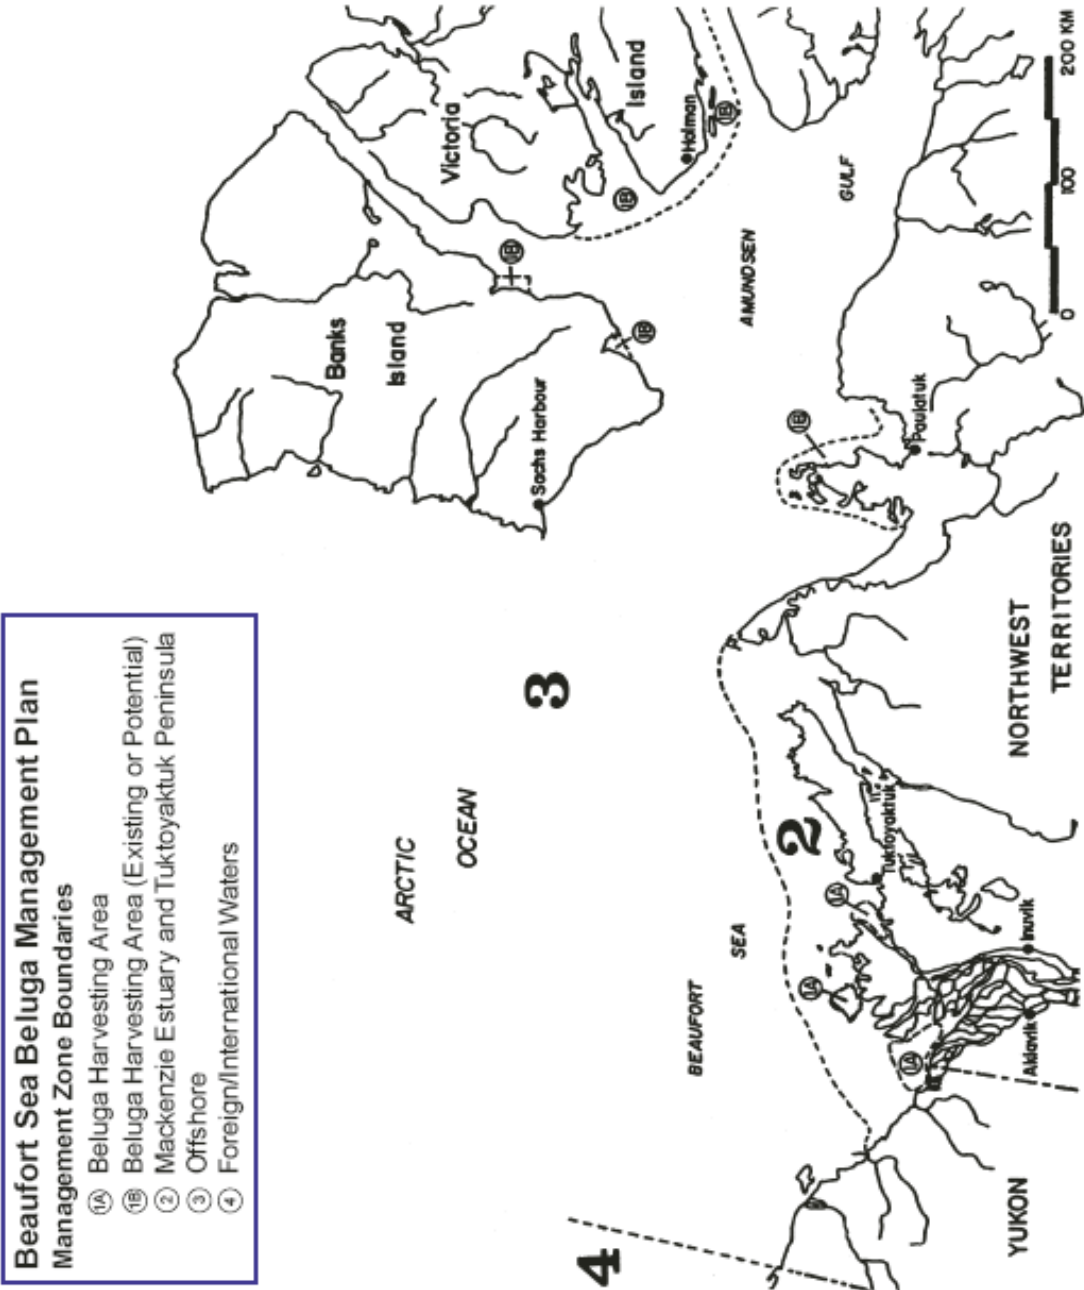 Beaufort Sea Beluga Management Plan
Management Zone Boundaries
1A Beluga Harvesting Area
1B Beluga Harvesting Area (Existing or Potential)
2 Mackenzie Estuary and Tuktoyaktuk Peninsula
3 Offshore
4 Foreign/International Waters
Banks
Island
Victoria
Island
Sachs Harbour
Holman
1B
1B
1B
1B
1B
ARCTIC
OCEAN
3
AMUNDSEN
GULF
BEAUFORT
SEA
4
2
1A
1A
1A
Tuktoyaktuk
Paulatuk
Inuvik
Aklavik
YUKON
NORTHWEST
TERRITORIES
0
100
200 KM